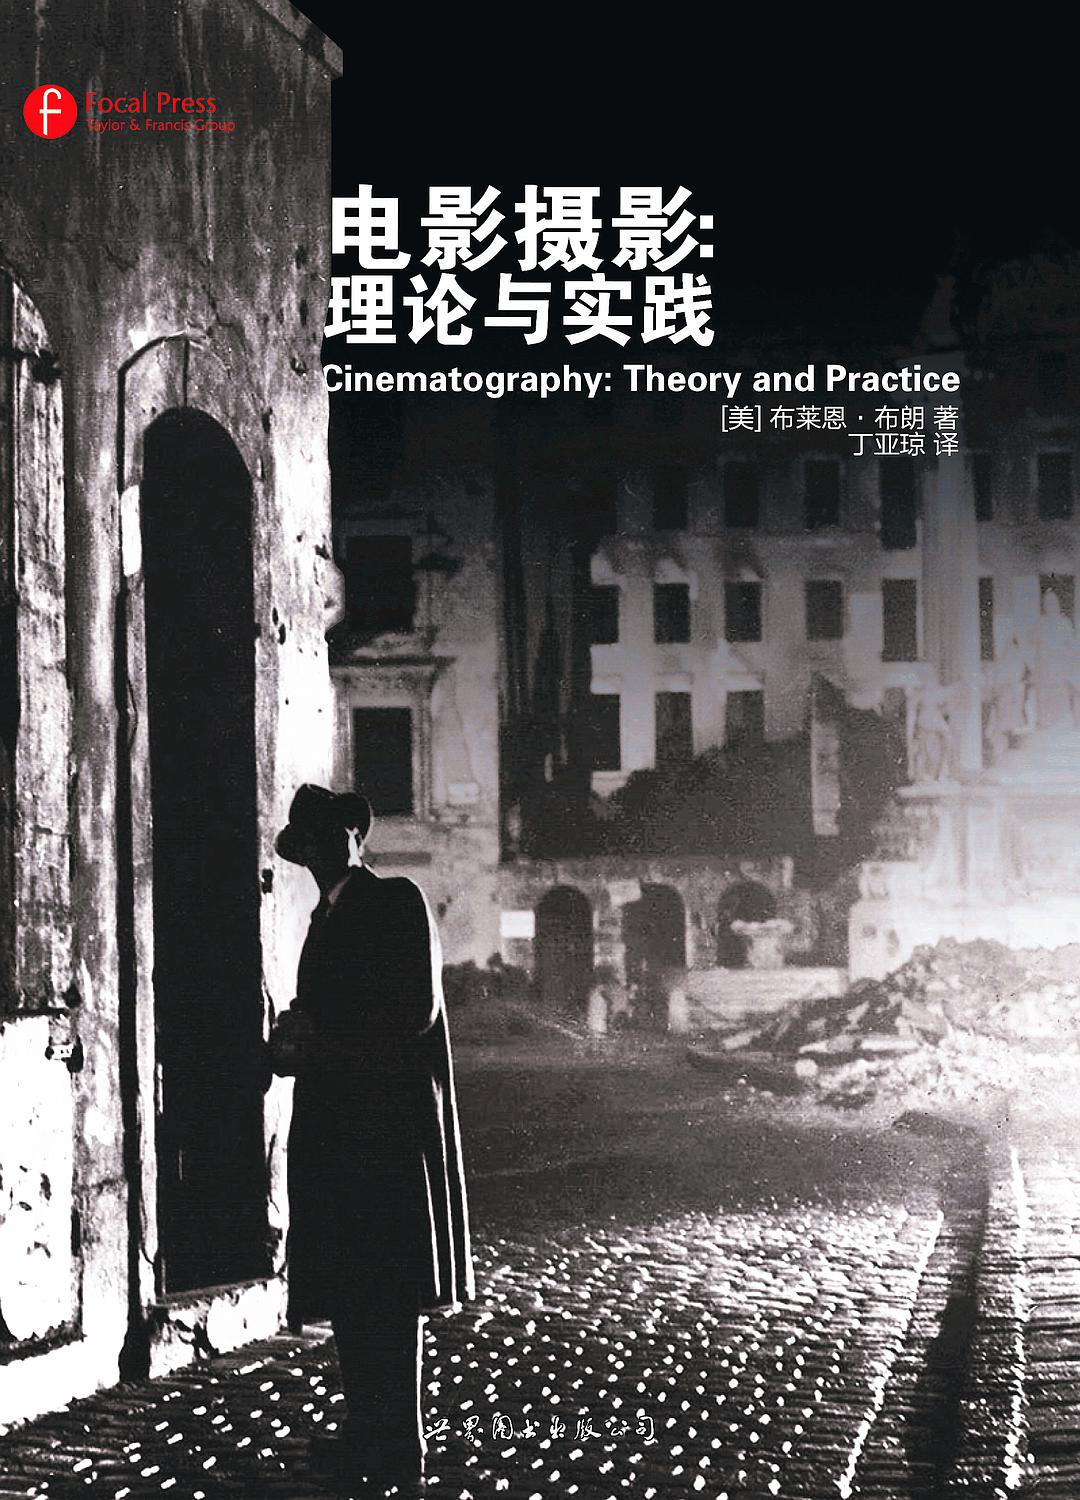 Focal Press
Taylor & Francis Group
电影摄影:
理论与实践
Cinematography: Theory and Practice
[美] 布莱恩·布朗 著
丁亚琼 译
世界图书出版公司